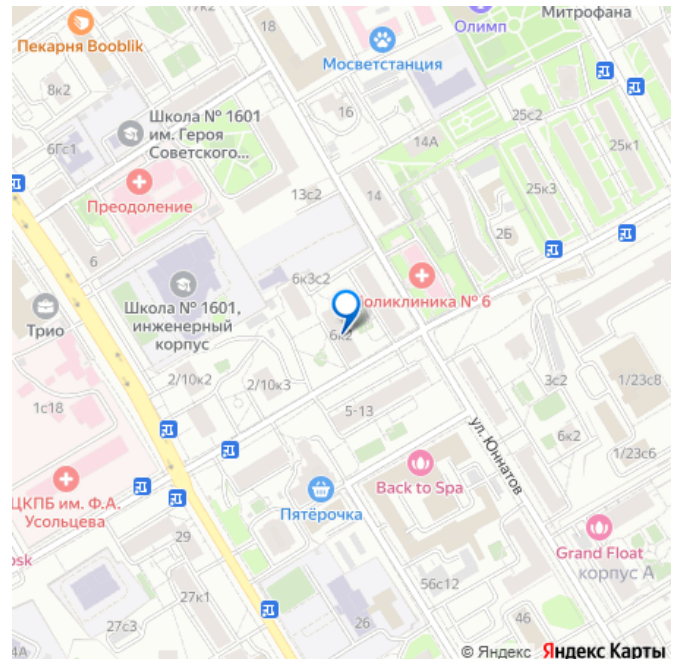 17к2
18
Митрофана
Олимп
Пекарня Booblik
Мосветстанция
8к2
16
Школа № 1601
им. Героя
Советского...
25с2
14А
25к1
6Гс1
Преодоление
13с2
14
25к3
2Б
6
6к3с2
Поликлиника № 6
Школа № 1601,
инженерный
корпус
Трио
6к2
2/10к2
2/10к3
3с2
1/23с8
1с18
5-13
ул. Юннатов
6к2
1/23с6
ЦКПБ им. Ф.А.
Усольцева
Back to Spa
Пятёрочка
29
Grand Float
корпус А
osk
56с12
27к1
27с3
26
46
4А
© Яндекс Яндекс Карты